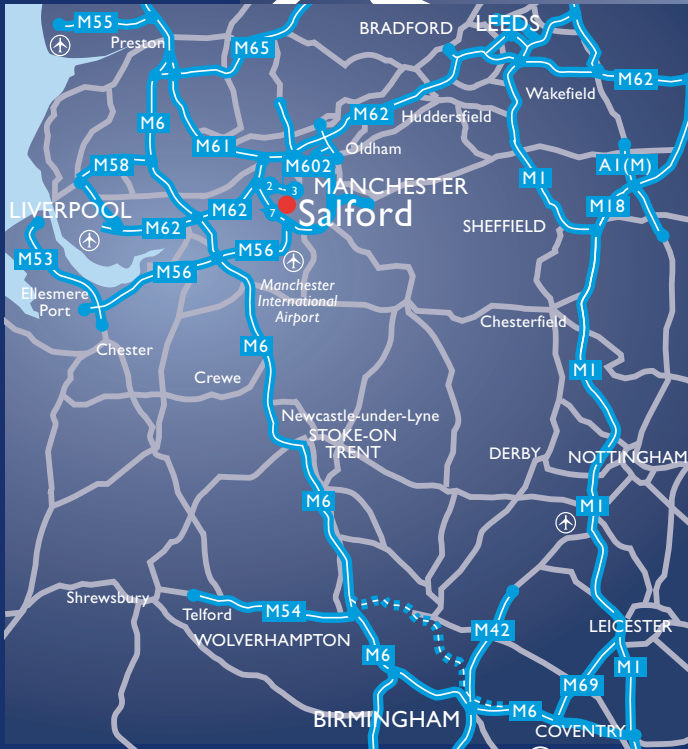 M55
BRADFORD
LEEDS
Preston
M65
M62
Wakefield
M6
M62
Huddersfield
M61
Oldham
M58
M602
A1(M)
2
3
MANCHESTER
M1
M18
LIVERPOOL
M62
7
Salford
M62
SHEFFIELD
M53
M56
M56
Manchester
International
Airport
Ellesmere
Port
Chester
Chesterfield
M6
Crewe
M1
Newcastle-under-Lyne
STOKE-ON
TRENT
DERBY
NOTTINGHAM
M6
M1
Shrewsbury
Telford
M54
WOLVERHAMPTON
M42
LEICESTER
M6
M1
M69
BIRMINGHAM
M6
COVENTRY